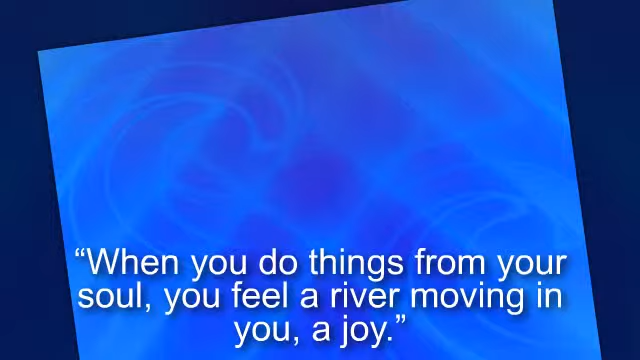 “When you do things from your
soul, you feel a river moving in
you, a joy.”